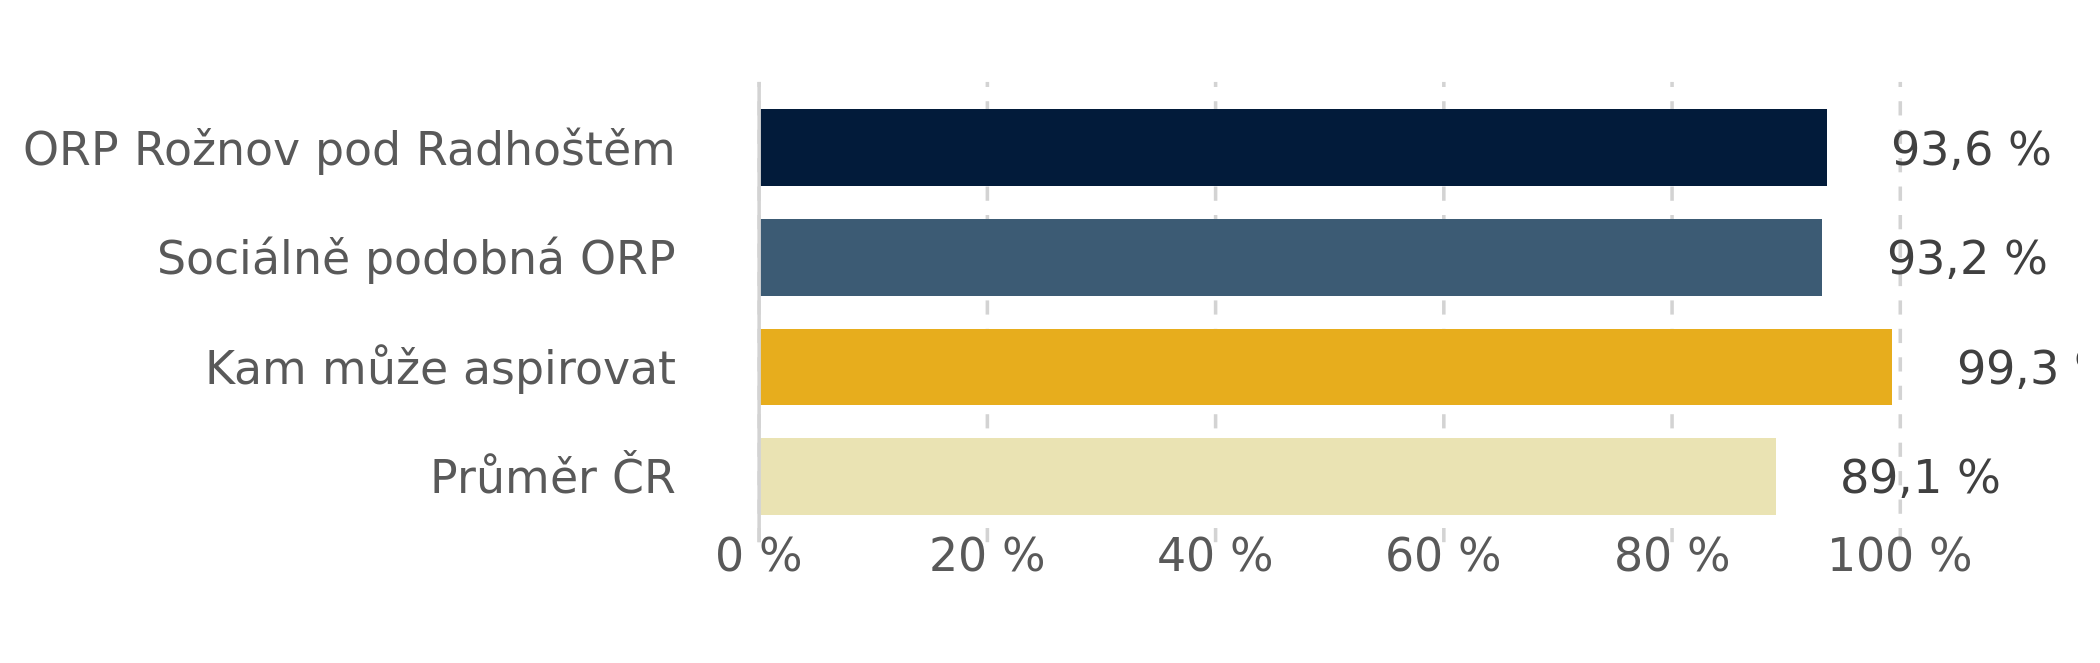 ORP Rožnov pod Radhoštěm 93,6 %
Sociálně podobná ORP 93,2 %
Kam může aspirovat 99,3
Průměr ČR 89,1 %
0 % 20 % 40 % 60 % 80 % 100 %